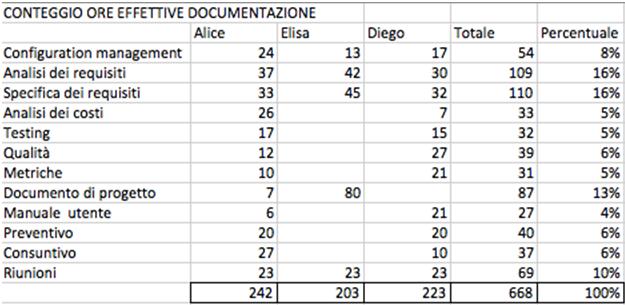 CONTEGGIO ORE EFFETTIVE DOCUMENTAZIONE
Alice Elisa Diego Totale Percentuale
Configuration management 24 13 17 54 8%
Analisi dei requisiti 37 42 30 109 16%
Specifica dei requisiti 33 45 32 110 16%
Analisi dei costi 26 7 33 5%
Testing 17 15 32 5%
Qualità 12 27 39 6%
Metriche 10 21 31 5%
Documento di progetto 7 80 87 13%
Manuale utente 6 21 27 4%
Preventivo 20 20 40 6%
Consuntivo 27 10 37 6%
Riunioni 23 23 23 69 10%
242 203 223 668 100%